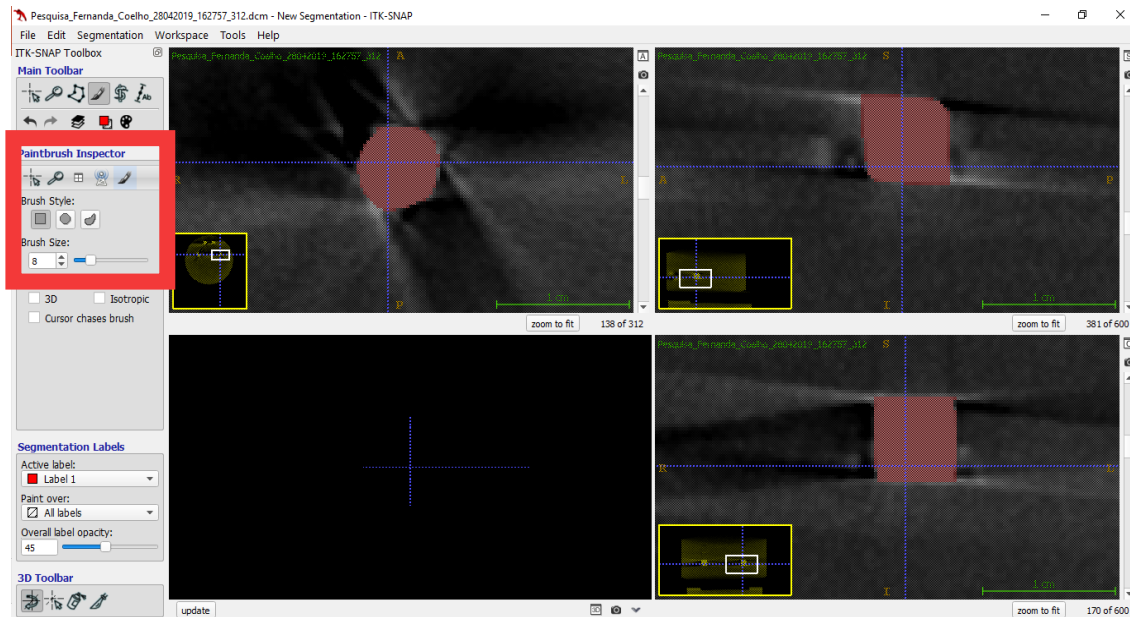 Pesquisa_Fernanda_Coelho_28042019_162757_312.dcm - New Segmentation - ITK-SNAP
File Edit Segmentation Workspace Tools Help
ITK-SNAP Toolbox
Main Toolbar
Paintbrush Inspector
Brush Style:
Brush Size:
8
3D Isotropic
Cursor chases brush
Segmentation Labels
Active label:
Label 1
Paint over:
All labels
Overall label opacity:
45
3D Toolbar
Pesquisa_Fernanda_Coelho_28042019_162757_312
A
R
L
P
1 cm
zoom to fit 138 of 312
Pesquisa_Fernanda_Coelho_28042019_162757_312
S
A
P
I
1 cm
zoom to fit 381 of 600
update
Pesquisa_Fernanda_Coelho_28042019_162757_312
S
R
L
I
1 cm
zoom to fit 170 of 600